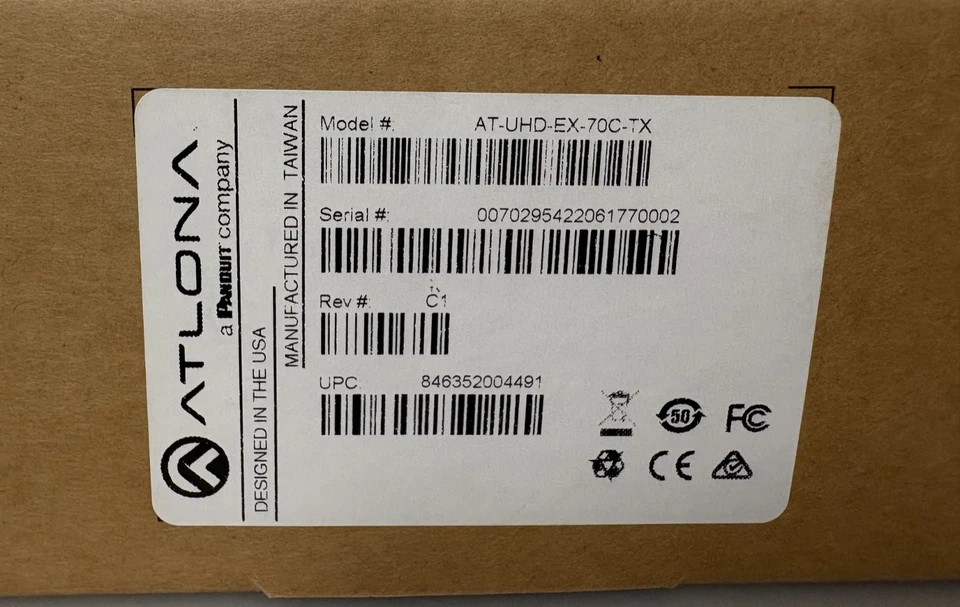 ATLONA
a PANDUIT company
DESIGNED IN THE USA
MANUFACTURED IN TAIWAN
Model #: AT-UHD-EX-70C-TX
Serial #: 0070295422061770002
Rev #: C1
UPC: 846352004491
50
FC
CE